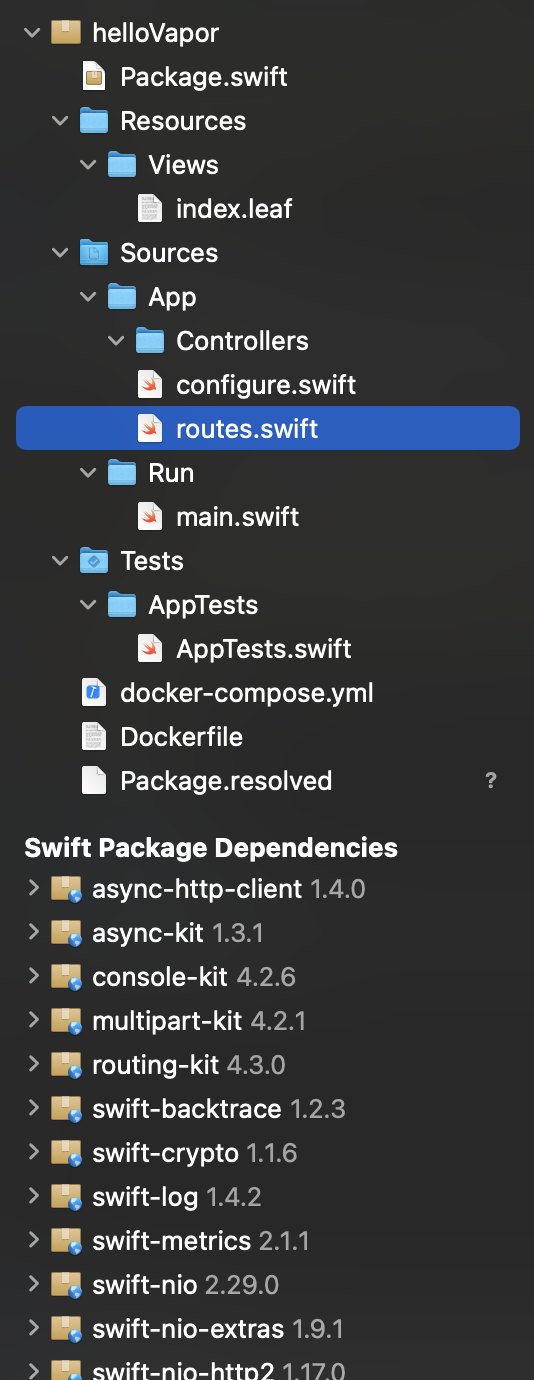 helloVapor
Package.swift
Resources
Views
index.leaf
Sources
App
Controllers
configure.swift
routes.swift
Run
main.swift
Tests
AppTests
AppTests.swift
docker-compose.yml
Dockerfile
Package.resolved ?
Swift Package Dependencies
async-http-client 1.4.0
async-kit 1.3.1
console-kit 4.2.6
multipart-kit 4.2.1
routing-kit 4.3.0
swift-backtrace 1.2.3
swift-crypto 1.1.6
swift-log 1.4.2
swift-metrics 2.1.1
swift-nio 2.29.0
swift-nio-extras 1.9.1
swift-nio-http2 1.17.0